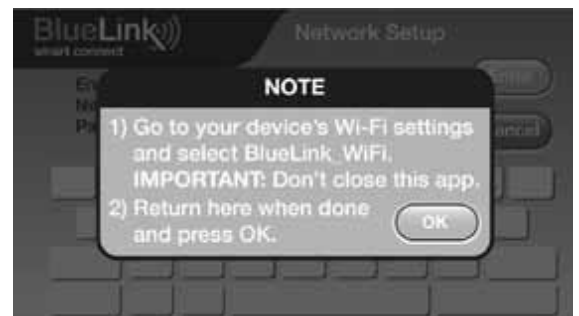 BlueLink
smart connect
Network Setup
NOTE
1) Go to your device's Wi-Fi settings
and select BlueLink_WiFi.
IMPORTANT: Don't close this app.
2) Return here when done
and press OK.
OK